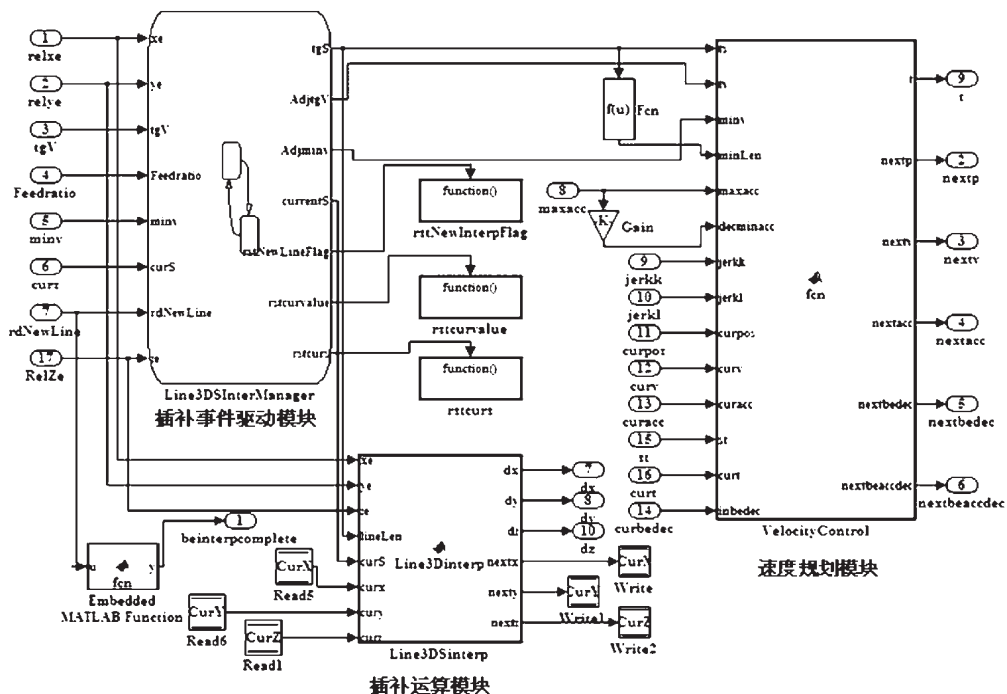 1
relxe
2
relye
3
tgV
4
Feedratio
5
minv
6
curr
7
rdNewLine
17
RelZe
xe
ye
tgV
Feedratio
minv
curS
rdNewLine
ze
tgS
AdjtgV
Adjminv
currentS
rstNewLineFlag
rstcurvalue
rstcurs
Line3DSInterManager
插补事件驱动模块
function()
rstNewInterpFlag
function()
rstcurvalue
function()
rstcurs
f(u)
Fcn
8
maxacc
-K-
Gain
9
jerkk
10
jerkl
11
curpor
12
curv
13
curacc
15
tt
16
curt
14
curbedec
ts
tv
minv
minLen
maxacc
decminacc
jerkk
jerkl
curpos
curv
curacc
tt
curt
inbedec
fcn
t
nextp
nextv
nextacc
nextbedec
nextbeaccdec
VelocityControl
速度规划模块
9
t
2
nextp
3
nextv
4
nextacc
5
nextbedec
6
nextbeaccdec
1
beinterpcomplete
u
y
fcn
Embedded
MATLAB Function
CurX
Read5
CurY
Read6
CurZ
Read1
xe
ye
ze
lineLen
curS
curx
cury
curz
Line3Dinterp
dx
dy
dz
nextx
nexty
nextz
Line3DSinterp
插补运算模块
7
dx
8
dy
10
dz
CurX
Write
CurY
Write1
CurZ
Write2